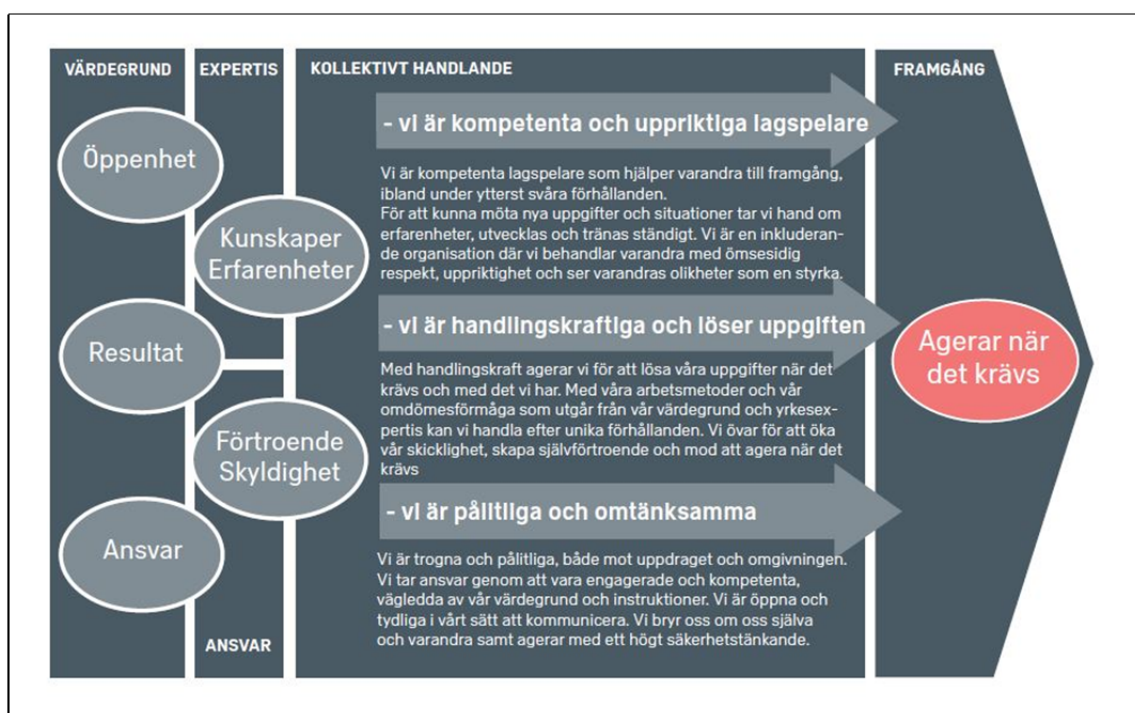 VÄRDEGRUND
Öppenhet
Resultat
Ansvar
EXPERTIS
Kunskaper
Erfarenheter
Förtroende
Skyldighet
ANSVAR
KOLLEKTIVT HANDLANDE
- vi är kompetenta och uppriktiga lagspelare
Vi är kompetenta lagspelare som hjälper varandra till framgång,
ibland under ytterst svåra förhållanden.
För att kunna möta nya uppgifter och situationer tar vi hand om
erfarenheter, utvecklas och tränas ständigt. Vi är en inkluderan-
de organisation där vi behandlar varandra med ömsesidig
respekt, uppriktighet och ser varandras olikheter som en styrka.
- vi är handlingskraftiga och löser uppgiften
Med handlingskraft agerar vi för att lösa våra uppgifter när det
krävs och med det vi har. Med våra arbetsmetoder och vår
omdömesförmåga som utgår från vår värdegrund och yrkesex-
pertis kan vi handla efter unika förhållanden. Vi övar för att öka
vår skicklighet, skapa självförtroende och mod att agera när det
krävs
- vi är pålitliga och omtänksamma
Vi är trogna och pålitliga, både mot uppdraget och omgivningen.
Vi tar ansvar genom att vara engagerade och kompetenta,
vägledda av vår värdegrund och instruktioner. Vi är öppna och
tydliga i vårt sätt att kommunicera. Vi bryr oss om oss själva
och varandra samt agerar med ett högt säkerhetstänkande.
FRAMGÅNG
Agerar när
det krävs